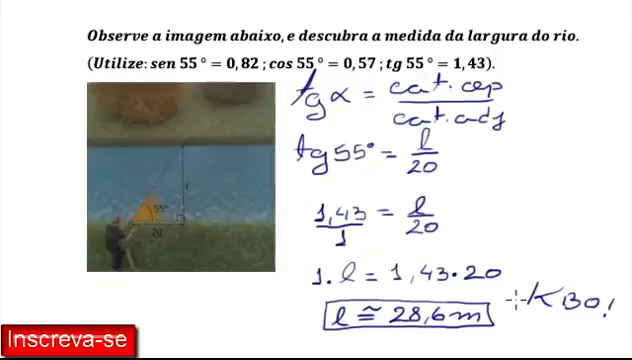 Observe a imagem abaixo, e descubra a medida da largura do rio.
(Utilize: sen 55° = 0,82 ; cos 55° = 0,57 ; tg 55° = 1,43).
tg α = cat. op / cat. adj
tg 55° = l / 20
1,43 / 1 = l / 20
1 . l = 1,43 . 20
l ≅ 28,6 m
KBO!
55°
20
Inscreva-se